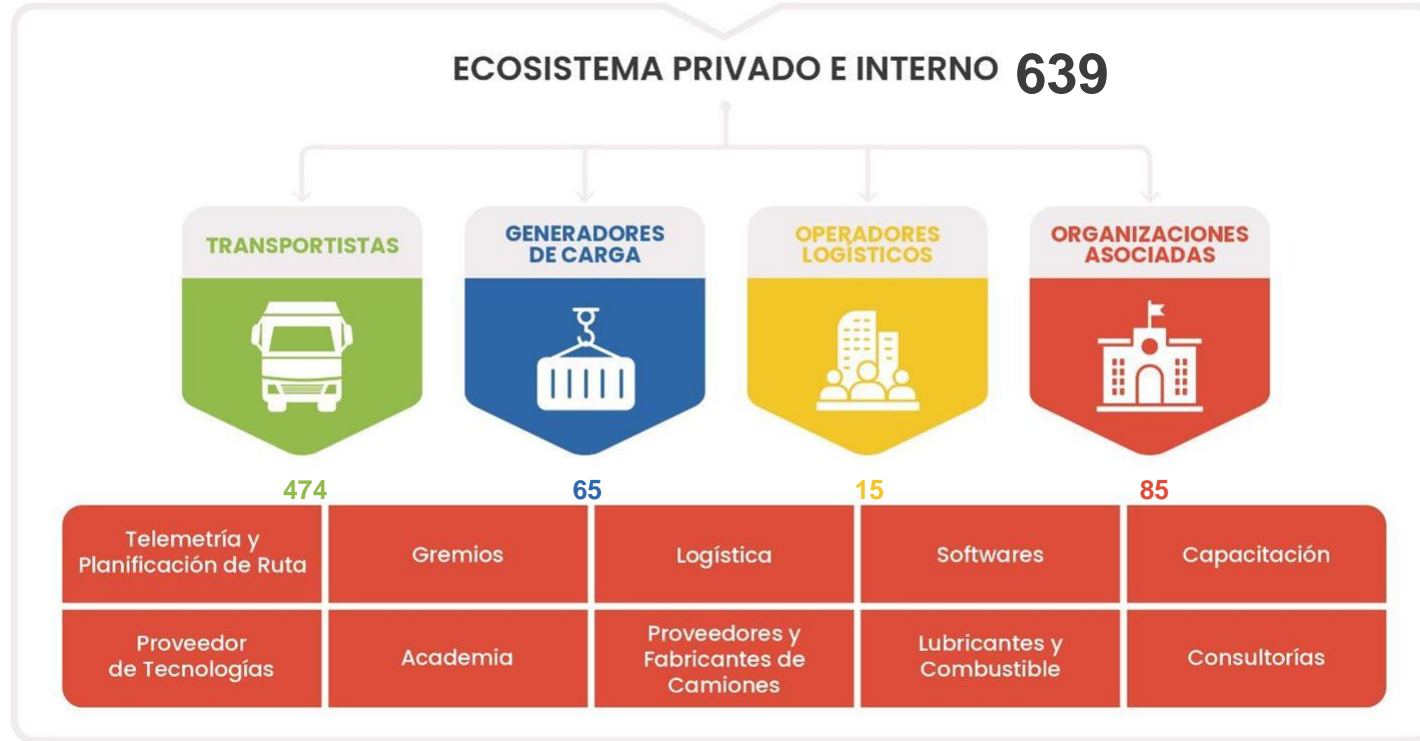 ECOSISTEMA PRIVADO E INTERNO 639
TRANSPORTISTAS
GENERADORES
DE CARGA
OPERADORES
LOGÍSTICOS
ORGANIZACIONES
ASOCIADAS
474
65
15
85
Telemetría y
Planificación de Ruta
Gremios
Logística
Softwares
Capacitación
Proveedor
de Tecnologías
Academia
Proveedores y
Fabricantes de
Camiones
Lubricantes y
Combustible
Consultorías